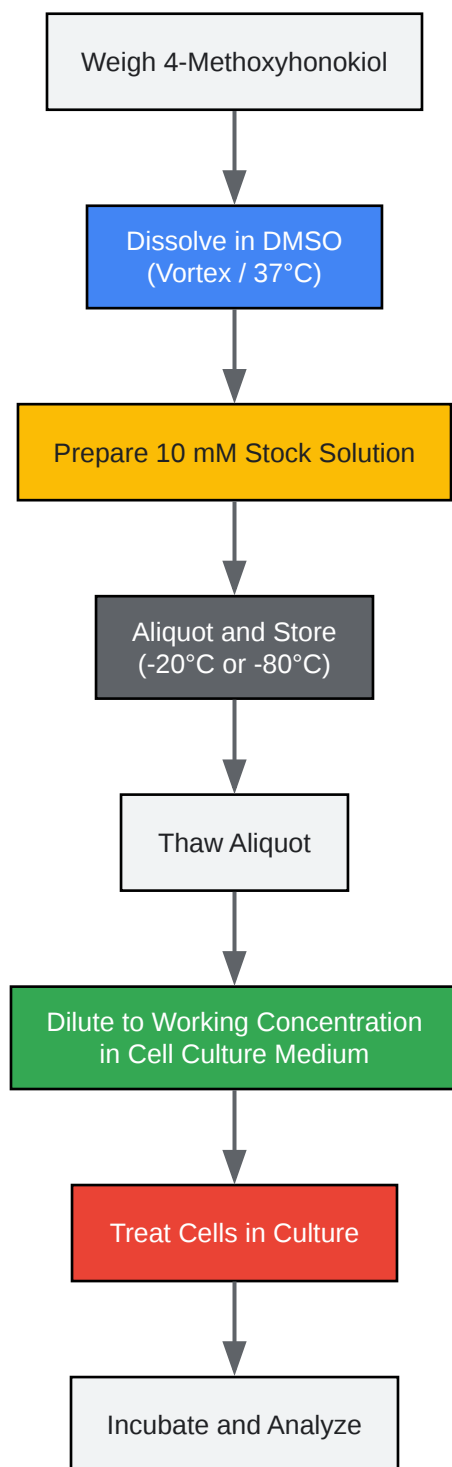 Weigh 4-Methoxyhonokiol
Dissolve in DMSO
(Vortex / 37°C)
Prepare 10 mM Stock Solution
Aliquot and Store
(-20°C or -80°C)
Thaw Aliquot
Dilute to Working Concentration
in Cell Culture Medium
Treat Cells in Culture
Incubate and Analyze